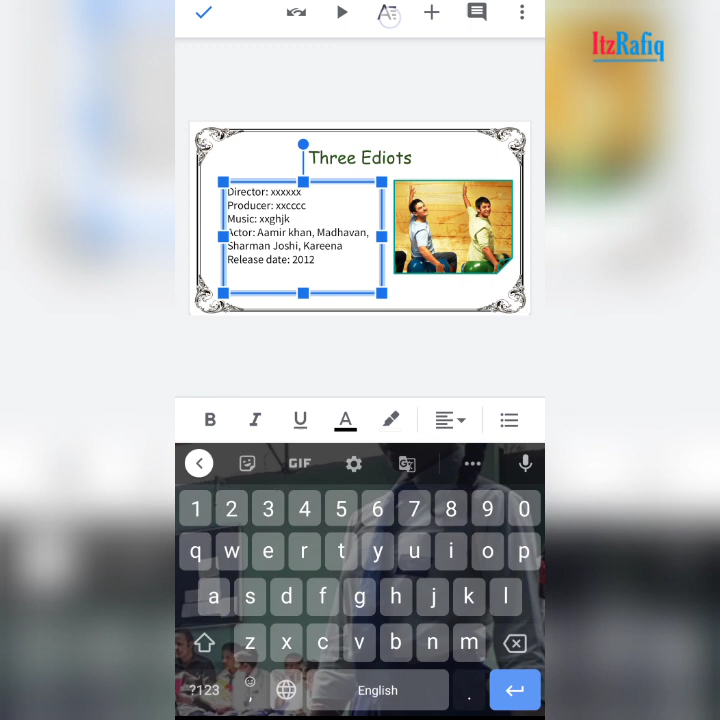 ItzRafiq
Three Ediots
Director: xxxxxx
Producer: xxcccc
Music: xxghjk
Actor: Aamir khan, Madhavan,
Sharman Joshi, Kareena
Release date: 2012
B I U A
GIF
1 2 3 4 5 6 7 8 9 0
q w e r t y u i o p
a s d f g h j k l
z x c v b n m
?123 , English .